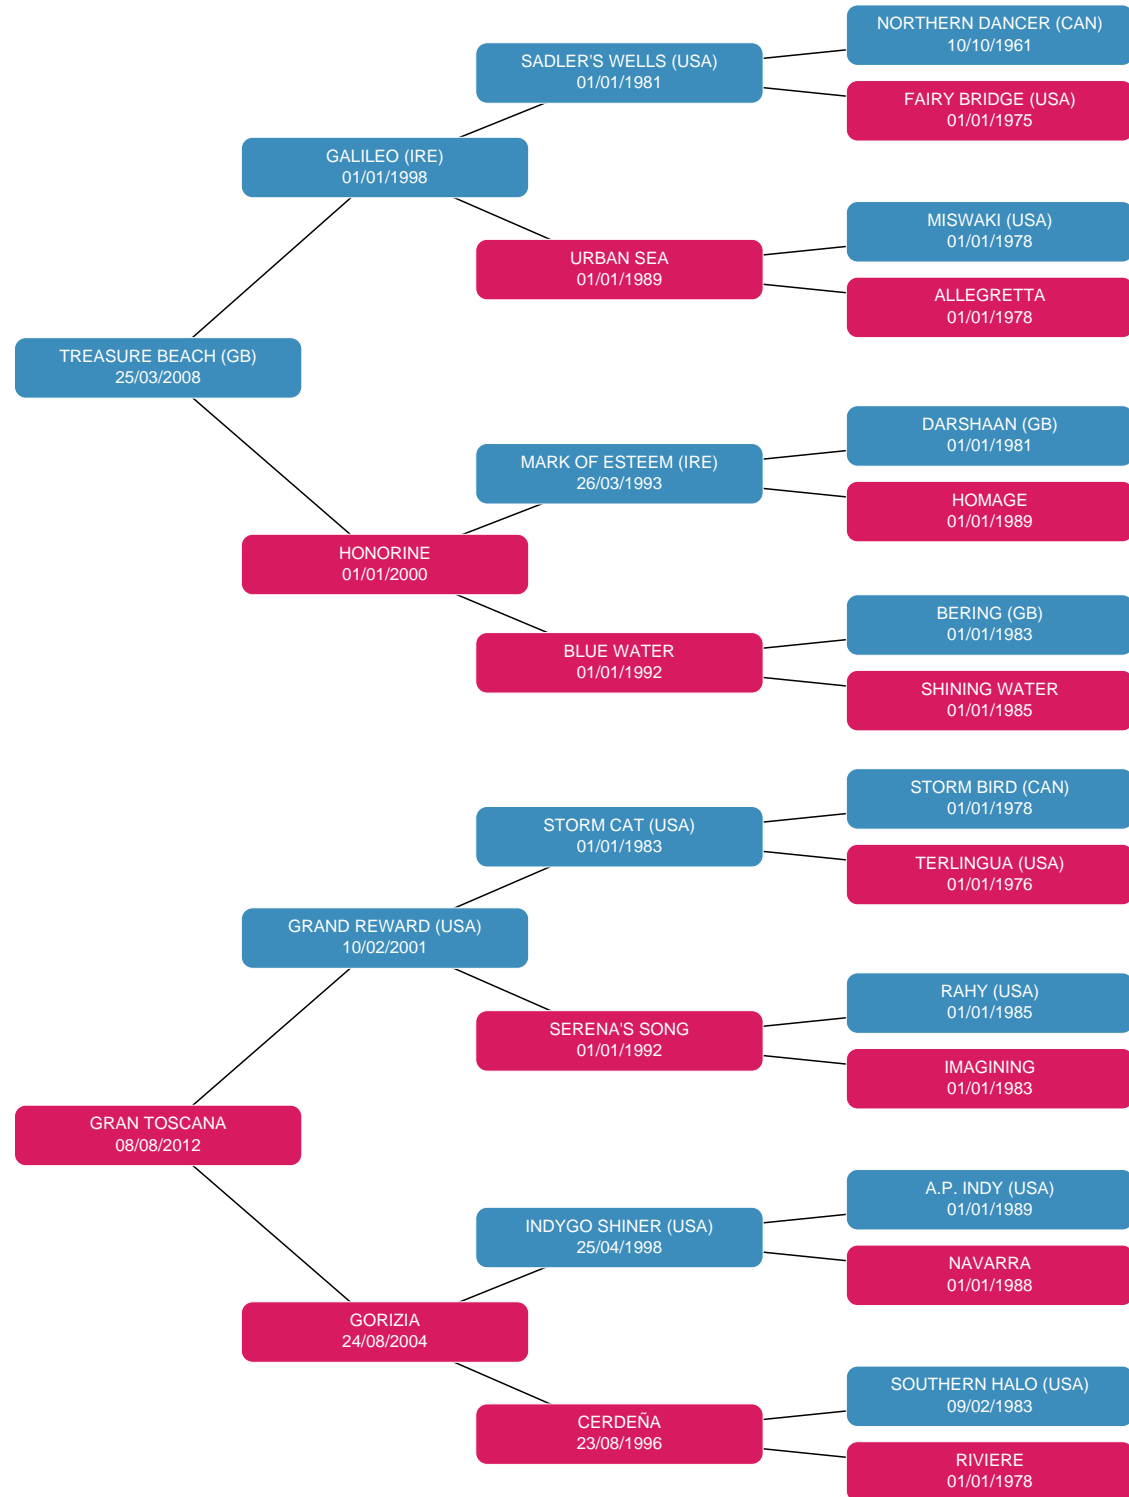 NORTHERN DANCER (CAN)
10/10/1961
SADLER'S WELLS (USA)
01/01/1981
FAIRY BRIDGE (USA)
01/01/1975
GALILEO (IRE)
01/01/1998
MISWAKI (USA)
01/01/1978
URBAN SEA
01/01/1989
ALLEGRETTA
01/01/1978
TREASURE BEACH (GB)
25/03/2008
DARSHAAN (GB)
01/01/1981
MARK OF ESTEEM (IRE)
26/03/1993
HOMAGE
01/01/1989
HONORINE
01/01/2000
BERING (GB)
01/01/1983
BLUE WATER
01/01/1992
SHINING WATER
01/01/1985
STORM BIRD (CAN)
01/01/1978
STORM CAT (USA)
01/01/1983
TERLINGUA (USA)
01/01/1976
GRAND REWARD (USA)
10/02/2001
RAHY (USA)
01/01/1985
SERENA'S SONG
01/01/1992
IMAGINING
01/01/1983
GRAN TOSCANA
08/08/2012
A.P. INDY (USA)
01/01/1989
INDYGO SHINER (USA)
25/04/1998
NAVARRA
01/01/1988
GORIZIA
24/08/2004
SOUTHERN HALO (USA)
09/02/1983
CERDEÑA
23/08/1996
RIVIERE
01/01/1978